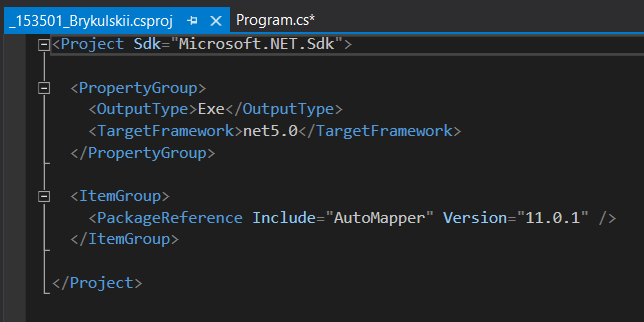 _153501_Brykulskii.csproj Program.cs*
<Project Sdk="Microsoft.NET.Sdk">
<PropertyGroup>
<OutputType>Exe</OutputType>
<TargetFramework>net5.0</TargetFramework>
</PropertyGroup>
<ItemGroup>
<PackageReference Include="AutoMapper" Version="11.0.1" />
</ItemGroup>
</Project>